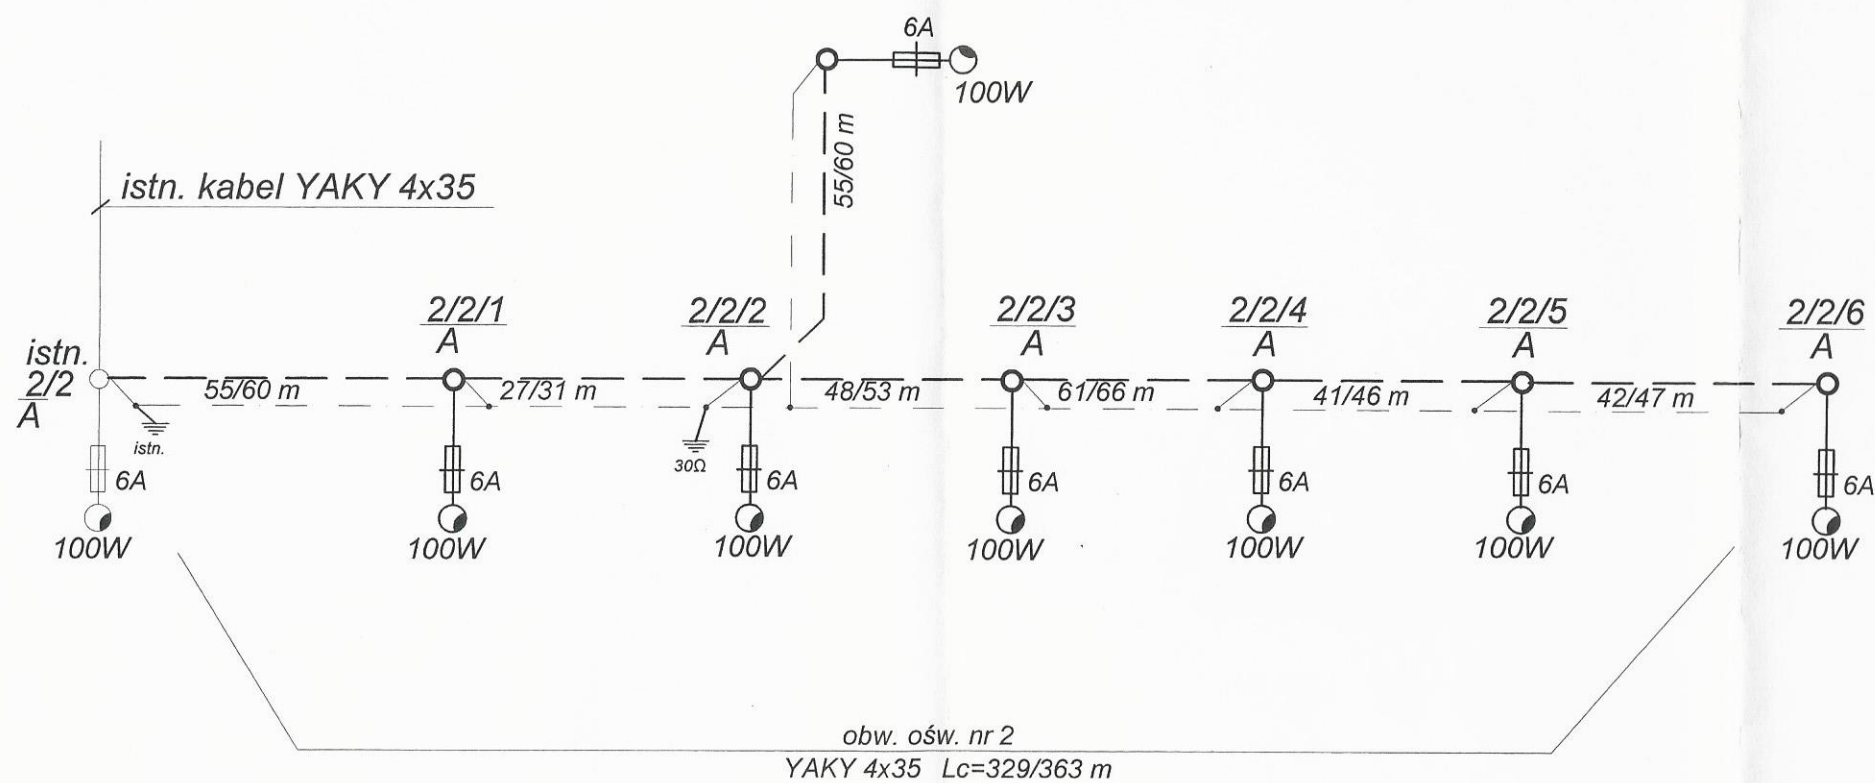 6A
100W
55/60 m
istn. kabel YAKY 4x35
2/2/1
A
2/2/2
A
2/2/3
A
2/2/4
A
2/2/5
A
2/2/6
A
istn.
2/2
A
55/60 m
27/31 m
48/53 m
61/66 m
41/46 m
42/47 m
istn.
30Ω
6A
6A
6A
6A
6A
6A
6A
100W
100W
100W
100W
100W
100W
100W
obw. ośw. nr 2
YAKY 4x35 Lc=329/363 m